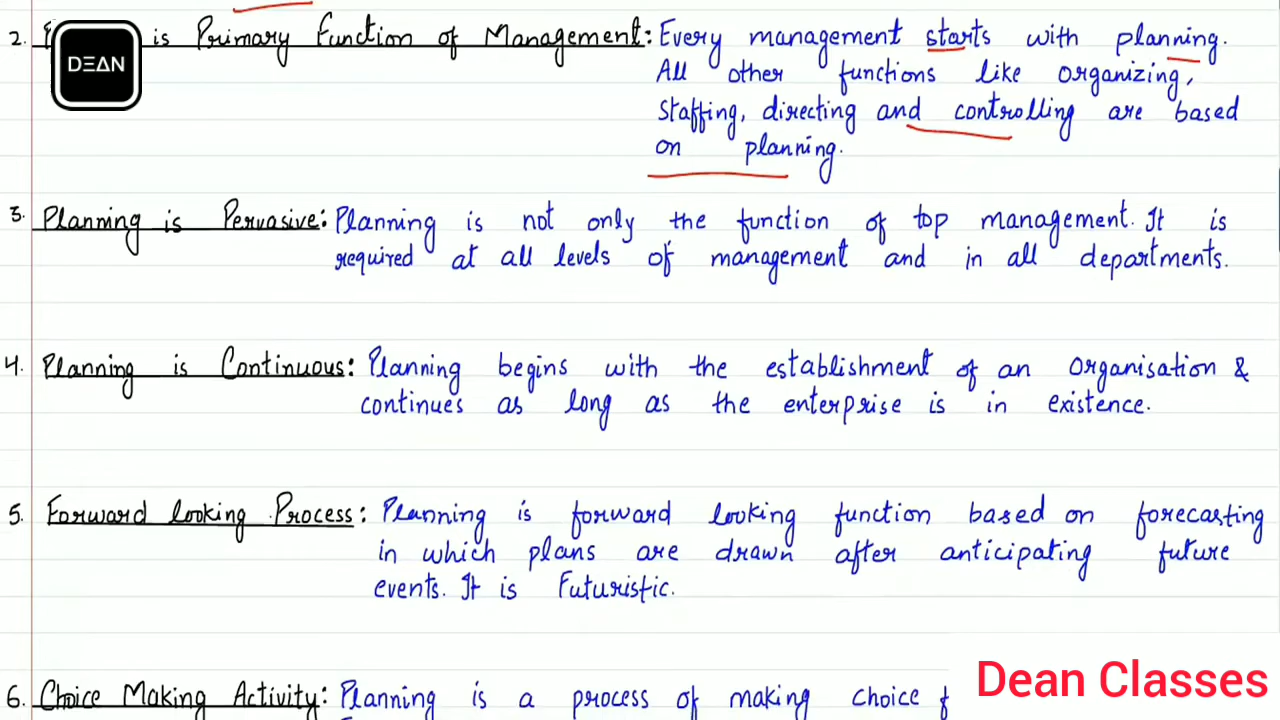 2. is Primary Function of Management: Every management starts with planning.
All other functions like organizing,
staffing, directing and controlling are based
on planning.
DΞΔN
3. Planning is Pervasive: Planning is not only the function of top management. It is
required at all levels of management and in all departments.
4. Planning is Continuous: Planning begins with the establishment of an organisation &
continues as long as the enterprise is in existence.
5. Forward looking Process: Planning is forward looking function based on forecasting
in which plans are drawn after anticipating future
events. It is Futuristic.
6. Choice Making Activity: Planning is a process of making choice
Dean Classes